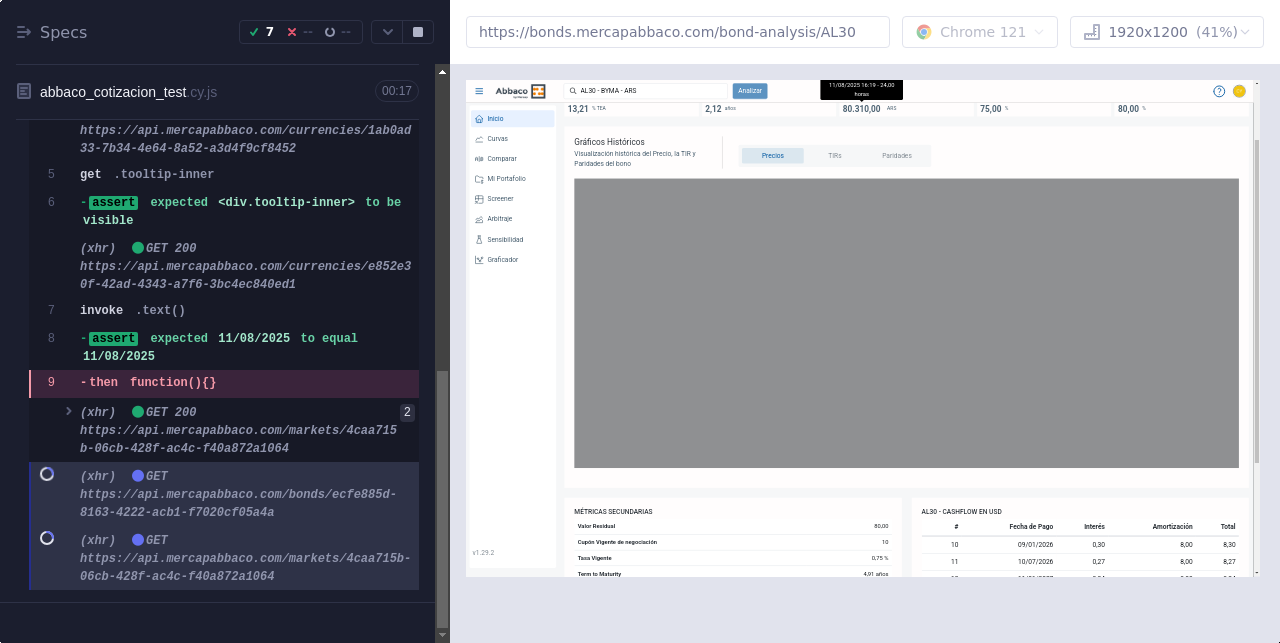 Specs
7
--
--
abbaco_cotizacion_test.cy.js
00:17
https://api.mercapabbaco.com/currencies/1ab0ad
33-7b34-4e64-8a52-a3d4f9cf8452
5 get .tooltip-inner
6 -assert expected <div.tooltip-inner> to be
visible
(xhr) GET 200
https://api.mercapabbaco.com/currencies/e852e3
0f-42ad-4343-a7f6-3bc4ec840ed1
7 invoke .text()
8 -assert expected 11/08/2025 to equal
11/08/2025
9 -then function(){}
(xhr) GET 200 2
https://api.mercapabbaco.com/markets/4caa715
b-06cb-428f-ac4c-f40a872a1064
(xhr) GET
https://api.mercapabbaco.com/bonds/ecfe885d-
8163-4222-acb1-f7020cf05a4a
(xhr) GET
https://api.mercapabbaco.com/markets/4caa715b-
06cb-428f-ac4c-f40a872a1064
https://bonds.mercapabbaco.com/bond-analysis/AL30
Chrome 121
1920x1200 (41%)
Abbaco
AL30 - BYMA - ARS
Analizar
11/08/2025 16:19 - 24,00
horas
13,21 % TEA
2,12 años
80.310,00 ARS
75,00 %
80,00 %
Inicio
Curvas
Comparar
Mi Portafolio
Screener
Arbitraje
Sensibilidad
Graficador
v1.29.2
Gráficos Históricos
Visualización histórica del Precio, la TIR y
Paridades del bono
Precios
TIRs
Paridades
MÉTRICAS SECUNDARIAS
Valor Residual 80,00
Cupón Vigente de negociación 10
Tasa Vigente 0,75 %
Term to Maturity 4,91 años
AL30 - CASHFLOW EN USD
# Fecha de Pago Interés Amortización Total
10 09/01/2026 0,30 8,00 8,30
11 10/07/2026 0,27 8,00 8,27